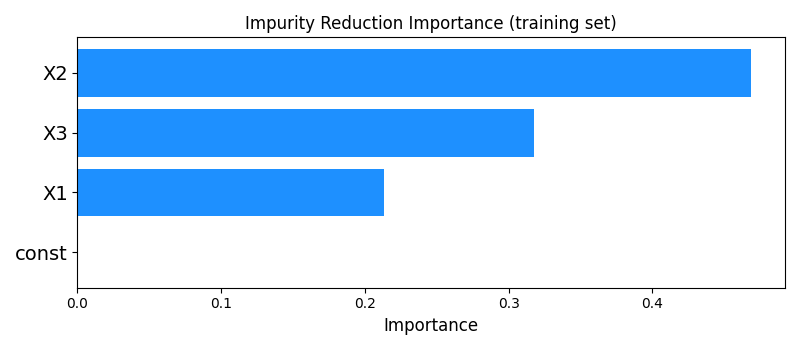 Impurity Reduction Importance (training set)
X2
X3
X1
const
0.0 0.1 0.2 0.3 0.4
Importance